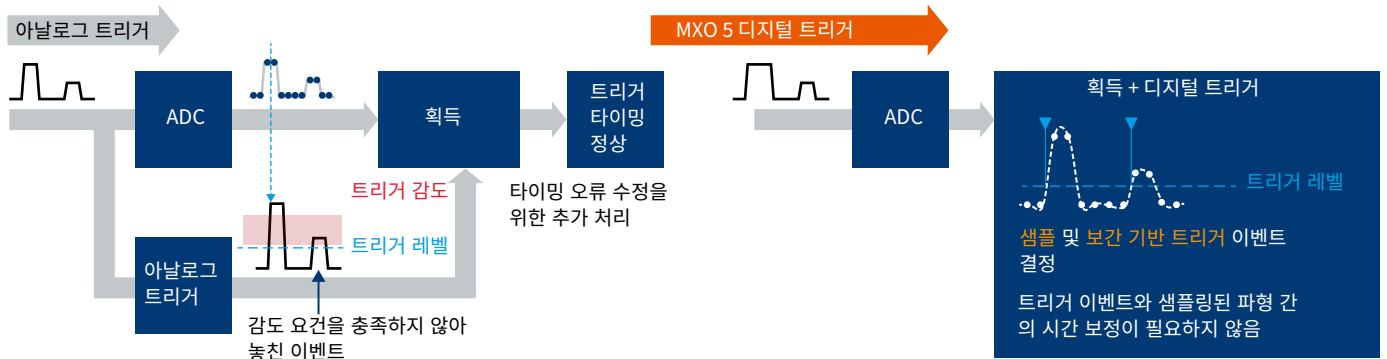 아날로그 트리거
ADC
획득
트리거
타이밍
정상
트리거 감도
타이밍 오류 수정을
위한 추가 처리
트리거 레벨
아날로그
트리거
감도 요건을 충족하지 않아
놓친 이벤트
MXO 5 디지털 트리거
ADC
획득 + 디지털 트리거
트리거 레벨
샘플 및 보간 기반 트리거 이벤트
결정
트리거 이벤트와 샘플링된 파형 간
의 시간 보정이 필요하지 않음